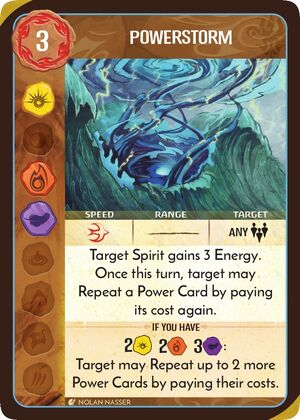 3 POWERSTORM
SPEED RANGE TARGET
ANY
Target Spirit gains 3 Energy.
Once this turn, target may
Repeat a Power Card by paying
its cost again.
IF YOU HAVE
2 2 3 :
Target may Repeat up to 2 more
Power Cards by paying their costs.
NOLAN NASSER